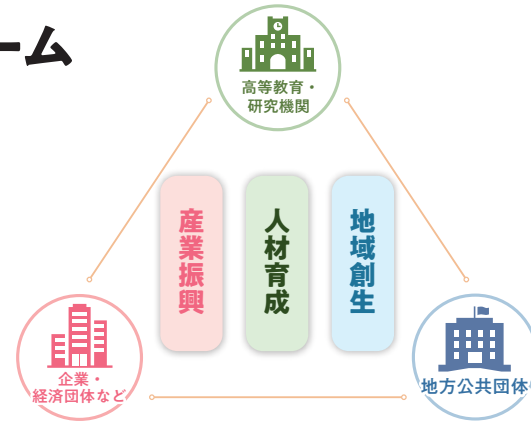 ーム
高等教育・
研究機関
産業振興
人材育成
地域創生
企業・
経済団体など
地方公共団体